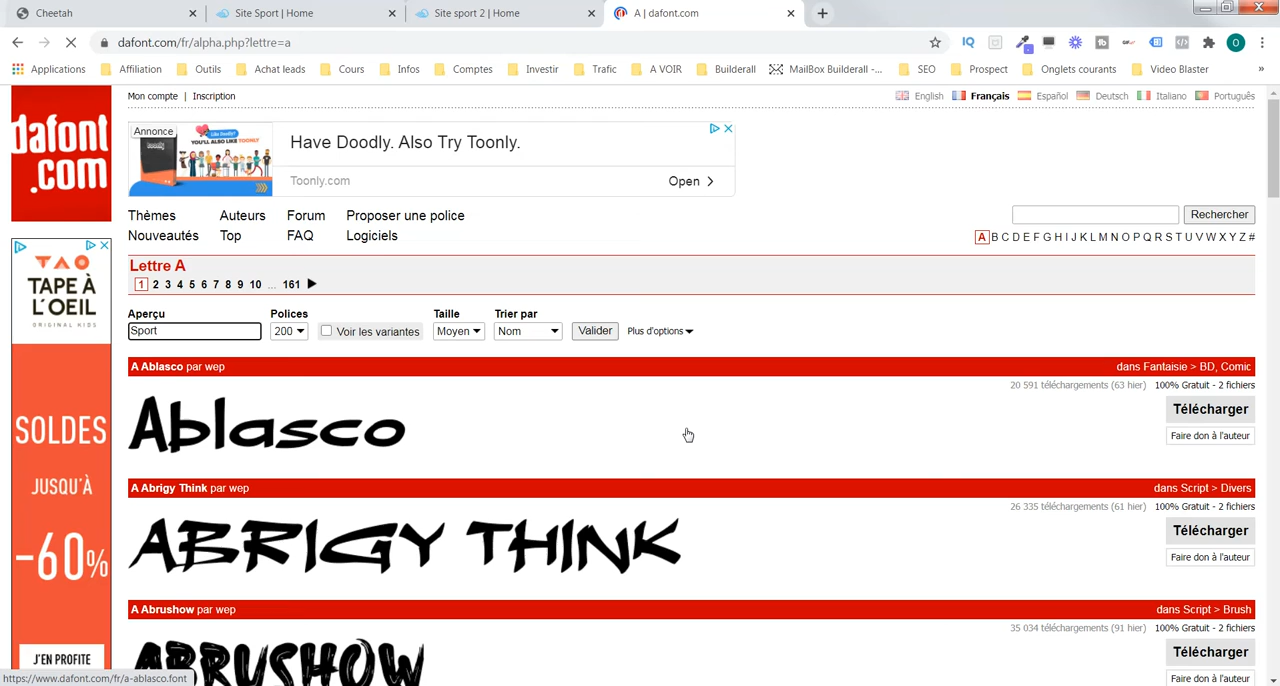 Cheetah
Site Sport | Home
Site sport 2 | Home
A | dafont.com
dafont.com/fr/alpha.php?lettre=a
Applications
Affiliation
Outils
Achat leads
Cours
Infos
Comptes
Investir
Trafic
A VOIR
Builderall
MailBox Builderall -...
SEO
Prospect
Onglets courants
Video Blaster
»
Mon compte | Inscription
English
Français
Español
Deutsch
Italiano
Português
dafont
.com
Annonce
Have Doodly. Also Try Toonly.
Toonly.com
Open
Thèmes
Auteurs
Forum
Proposer une police
Nouveautés
Top
FAQ
Logiciels
Rechercher
A B C D E F G H I J K L M N O P Q R S T U V W X Y Z #
TAO
TAPE À
L'OEIL
ORIGINAL KIDS
SOLDES
JUSQU'À
-60%
J'EN PROFITE
Lettre A
1 2 3 4 5 6 7 8 9 10 ... 161
Aperçu
Polices
Taille
Trier par
Sport
200
Voir les variantes
Moyen
Nom
Valider
Plus d'options
A Ablasco par wep
dans Fantaisie > BD, Comic
20 591 téléchargements (63 hier) 100% Gratuit - 2 fichiers
Ablasco
Télécharger
Faire don à l'auteur
A Abrigy Think par wep
dans Script > Divers
26 335 téléchargements (61 hier) 100% Gratuit - 2 fichiers
ABRIGY THINK
Télécharger
Faire don à l'auteur
A Abrushow par wep
dans Script > Brush
35 034 téléchargements (91 hier) 100% Gratuit - 2 fichiers
ABRUSHOW
Télécharger
Faire don à l'auteur
https://www.dafont.com/fr/a-ablasco.font